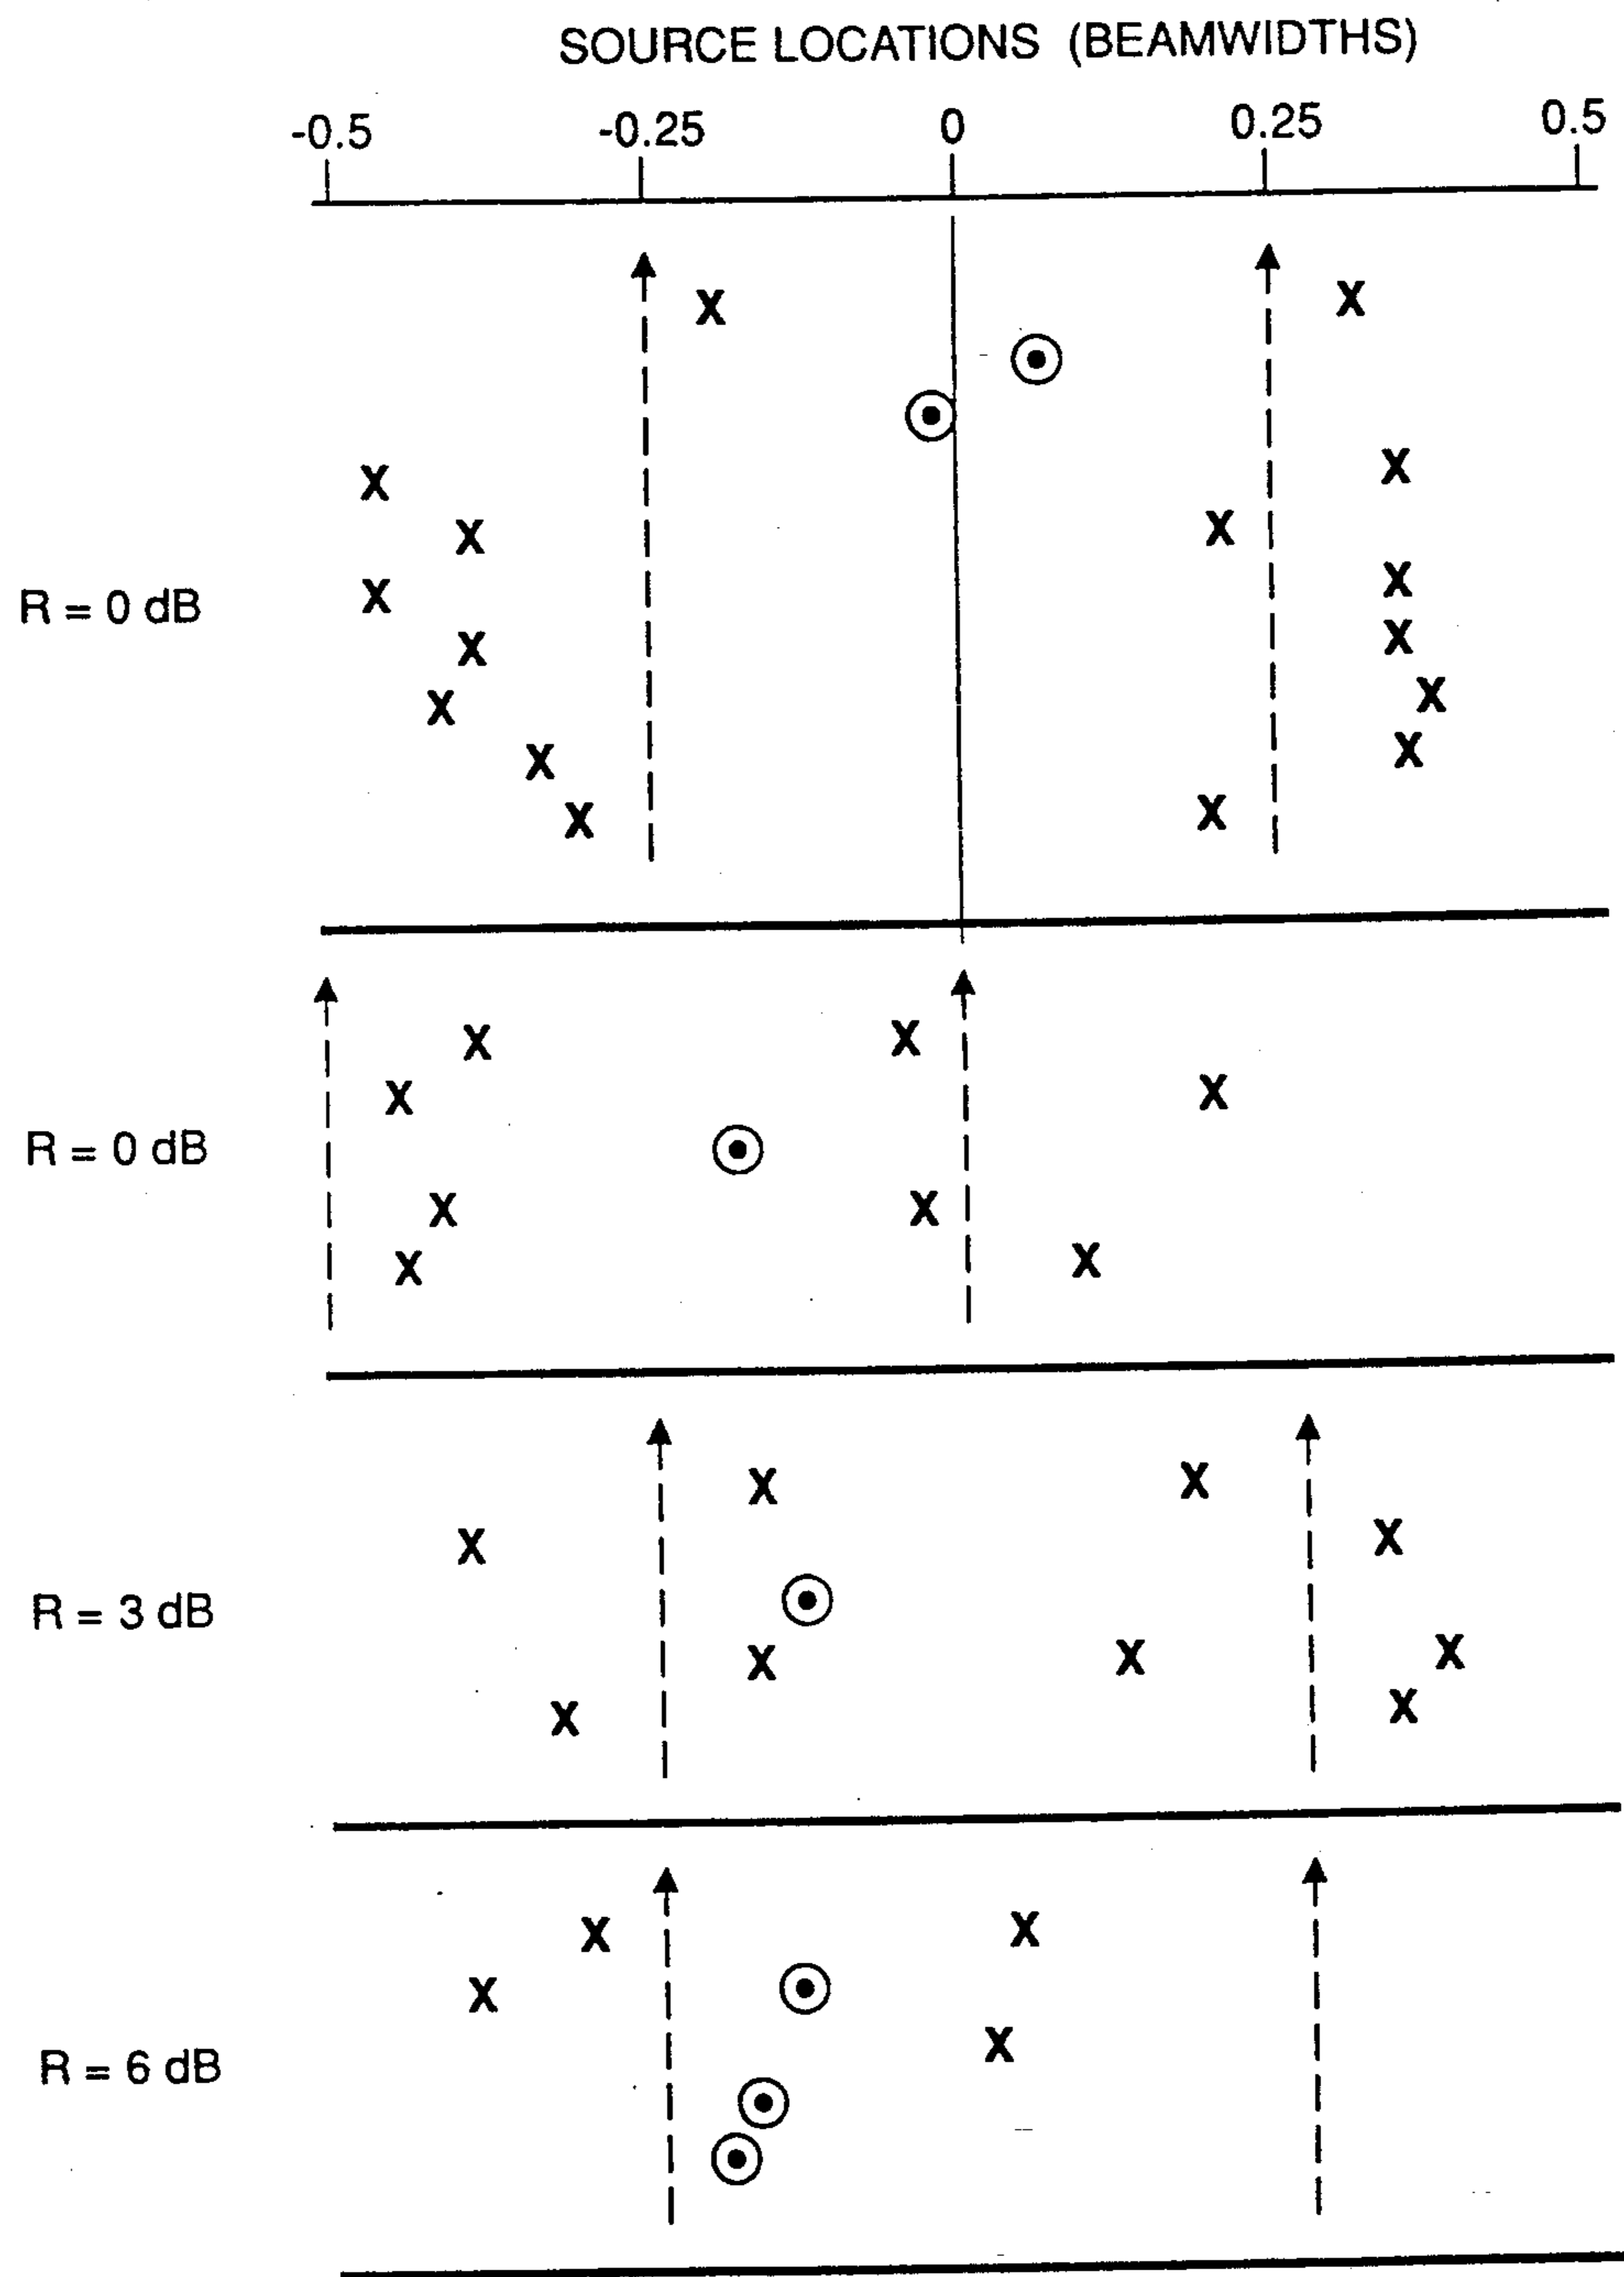 SOURCE LOCATIONS (BEAMWIDTHS)
-0.5 -0.25 0 0.25 0.5
X X
X X
X X
X X
X X
X X
X X
X X
R = 0 dB
X X
X X
X X
X X
R = 0 dB
X X
X X
X X X
X X
R = 3 dB
X X
X
X
R = 6 dB